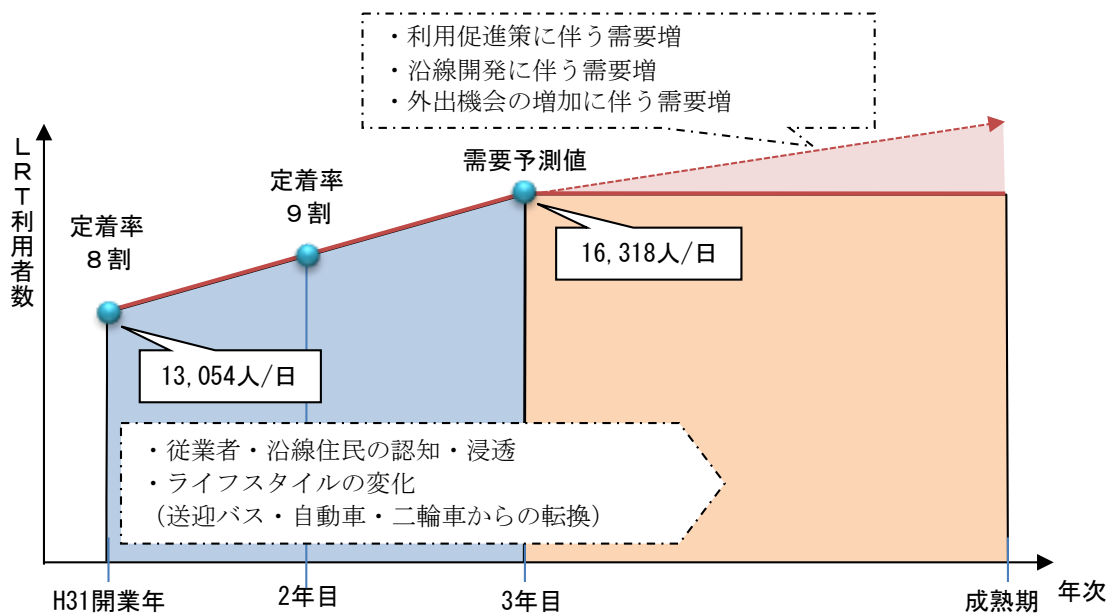 ・利用促進策に伴う需要増
・沿線開発に伴う需要増
・外出機会の増加に伴う需要増
LRT利用者数
需要予測値
定着率
９割
定着率
８割
16,318人/日
13,054人/日
・従業者・沿線住民の認知・浸透
・ライフスタイルの変化
（送迎バス・自動車・二輪車からの転換）
H31開業年
2年目
3年目
成熟期
年次